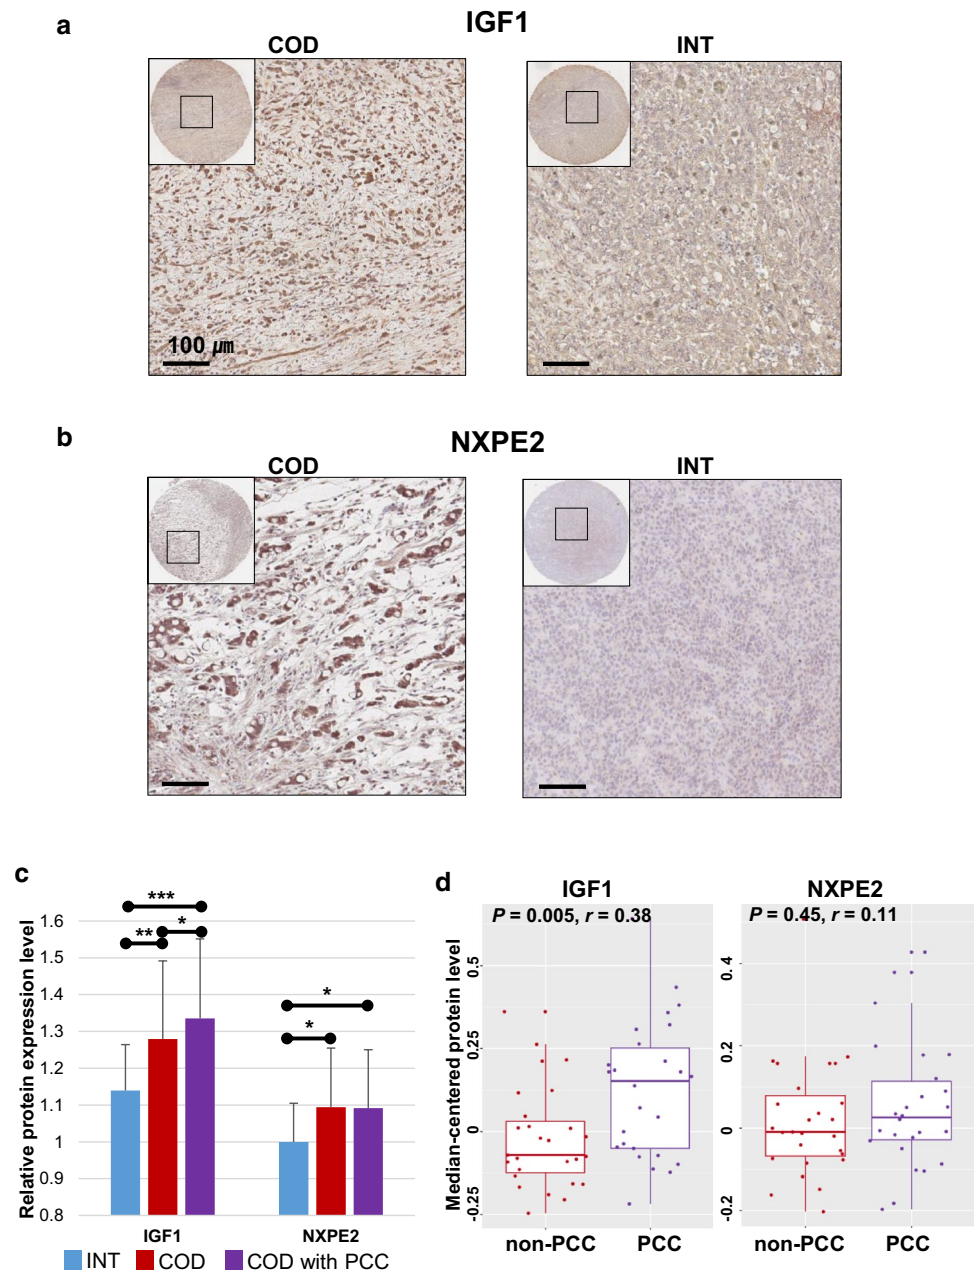 a
IGF1
COD
INT
100 µm
b
NXPE2
COD
INT
c
Relative protein expression level
1.6
1.5
1.4
1.3
1.2
1.1
1
0.9
0.8
***
**
*
*
*
IGF1
NXPE2
INT
COD
COD with PCC
d
IGF1
NXPE2
Median-centered protein level
P = 0.005, r = 0.38
0.5
0.25
0
-0.25
non-PCC
PCC
P = 0.45, r = 0.11
0.4
0.2
0
-0.2
non-PCC
PCC